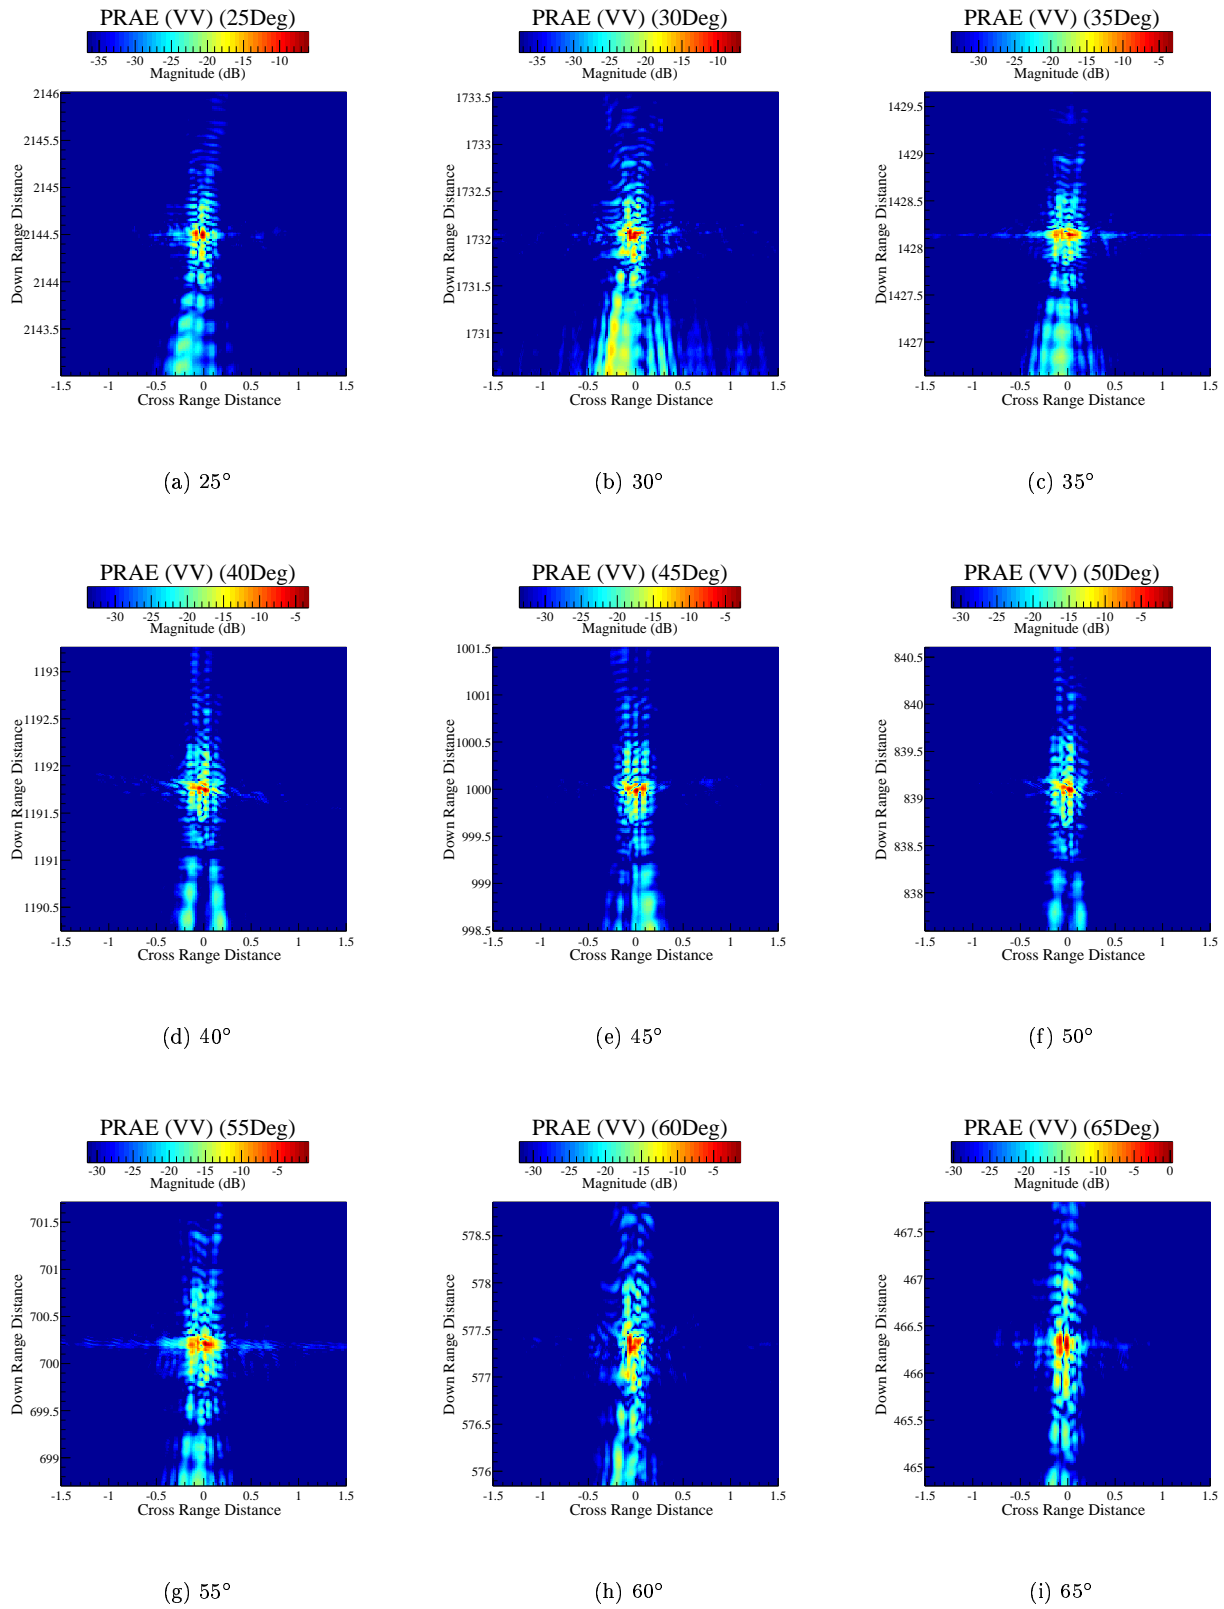 PRAE (VV) (25Deg)
-35 -30 -25 -20 -15 -10
Magnitude (dB)
2146
2145.5
2145
2144.5
2144
2143.5
Down Range Distance
-1.5 -1 -0.5 0 0.5 1 1.5
Cross Range Distance
(a) 25°
PRAE (VV) (30Deg)
-35 -30 -25 -20 -15 -10
Magnitude (dB)
1733.5
1733
1732.5
1732
1731.5
1731
Down Range Distance
-1.5 -1 -0.5 0 0.5 1 1.5
Cross Range Distance
(b) 30°
PRAE (VV) (35Deg)
-30 -25 -20 -15 -10 -5
Magnitude (dB)
1429.5
1429
1428.5
1428
1427.5
1427
Down Range Distance
-1.5 -1 -0.5 0 0.5 1 1.5
Cross Range Distance
(c) 35°
PRAE (VV) (40Deg)
-30 -25 -20 -15 -10 -5
Magnitude (dB)
1193
1192.5
1192
1191.5
1191
1190.5
Down Range Distance
-1.5 -1 -0.5 0 0.5 1 1.5
Cross Range Distance
(d) 40°
PRAE (VV) (45Deg)
-30 -25 -20 -15 -10 -5
Magnitude (dB)
1001.5
1001
1000.5
1000
999.5
999
998.5
Down Range Distance
-1.5 -1 -0.5 0 0.5 1 1.5
Cross Range Distance
(e) 45°
PRAE (VV) (50Deg)
-30 -25 -20 -15 -10 -5
Magnitude (dB)
840.5
840
839.5
839
838.5
838
Down Range Distance
-1.5 -1 -0.5 0 0.5 1 1.5
Cross Range Distance
(f) 50°
PRAE (VV) (55Deg)
-30 -25 -20 -15 -10 -5
Magnitude (dB)
701.5
701
700.5
700
699.5
699
Down Range Distance
-1.5 -1 -0.5 0 0.5 1 1.5
Cross Range Distance
(g) 55°
PRAE (VV) (60Deg)
-30 -25 -20 -15 -10 -5
Magnitude (dB)
578.5
578
577.5
577
576.5
576
Down Range Distance
-1.5 -1 -0.5 0 0.5 1 1.5
Cross Range Distance
(h) 60°
PRAE (VV) (65Deg)
-30 -25 -20 -15 -10 -5 0
Magnitude (dB)
467.5
467
466.5
466
465.5
465
Down Range Distance
-1.5 -1 -0.5 0 0.5 1 1.5
Cross Range Distance
(i) 65°